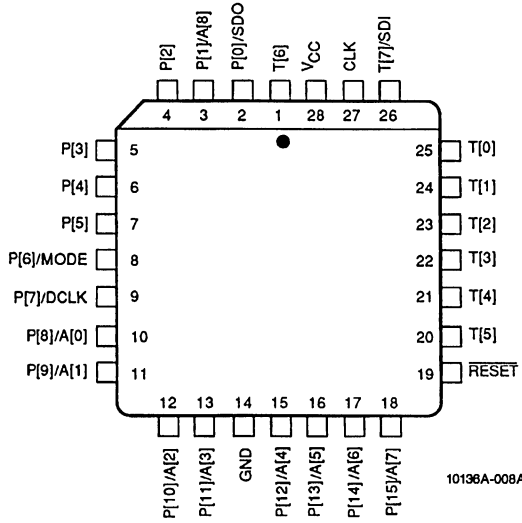 P[2]
P[1]/A[8]
P[0]/SDO
T[6]
VCC
CLK
T[7]/SDI
4
3
2
1
28
27
26
P[3]
5
25
T[0]
P[4]
6
24
T[1]
P[5]
7
23
T[2]
P[6]/MODE
8
22
T[3]
P[7]/DCLK
9
21
T[4]
P[8]/A[0]
10
20
T[5]
P[9]/A[1]
11
19
RESET
12
13
14
15
16
17
18
P[10]/A[2]
P[11]/A[3]
GND
P[12]/A[4]
P[13]/A[5]
P[14]/A[6]
P[15]/A[7]
10136A-008A